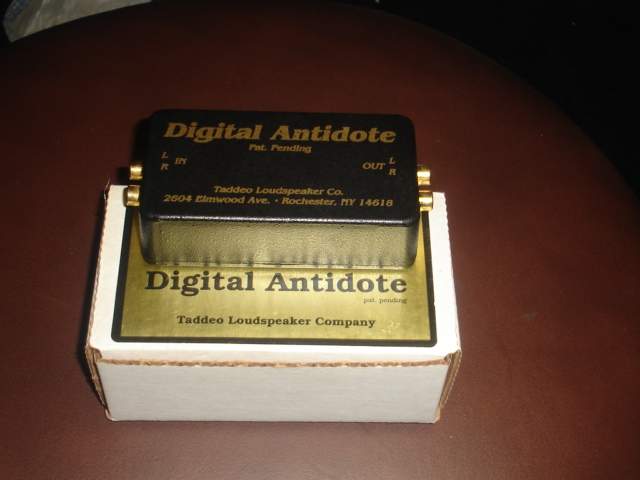 Digital Antidote
Pat. Pending
L IN OUT L
R R
Taddeo Loudspeaker Co.
2604 Elmwood Ave. · Rochester, NY 14618
Digital Antidote
pat. pending
Taddeo Loudspeaker Company